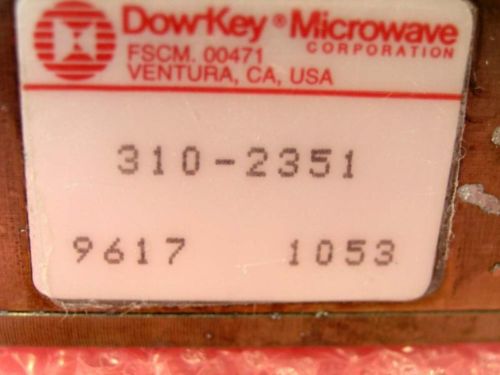 Dow-Key® Microwave
CORPORATION
FSCM. 00471
VENTURA, CA, USA
310-2351
9617 1053